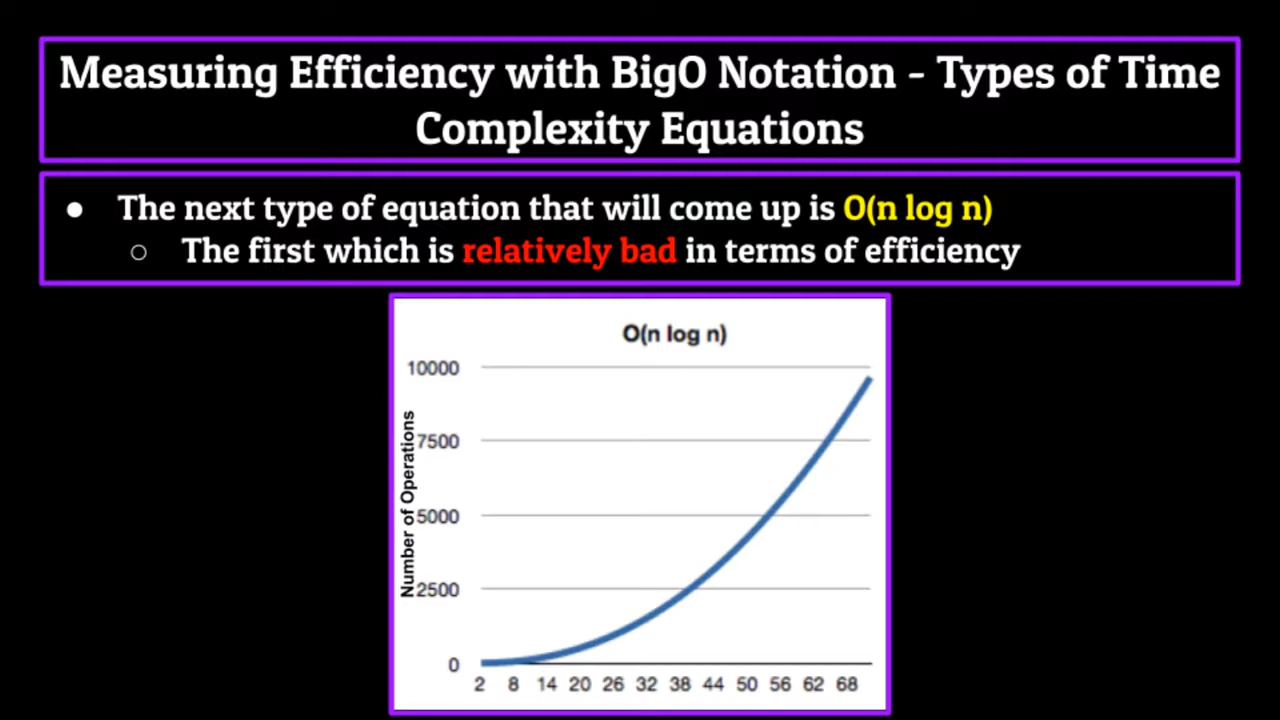 Measuring Efficiency with BigO Notation - Types of Time
Complexity Equations
● The next type of equation that will come up is O(n log n)
○ The first which is relatively bad in terms of efficiency
O(n log n)
Number of Operations
10000
7500
5000
2500
0
2 8 14 20 26 32 38 44 50 56 62 68